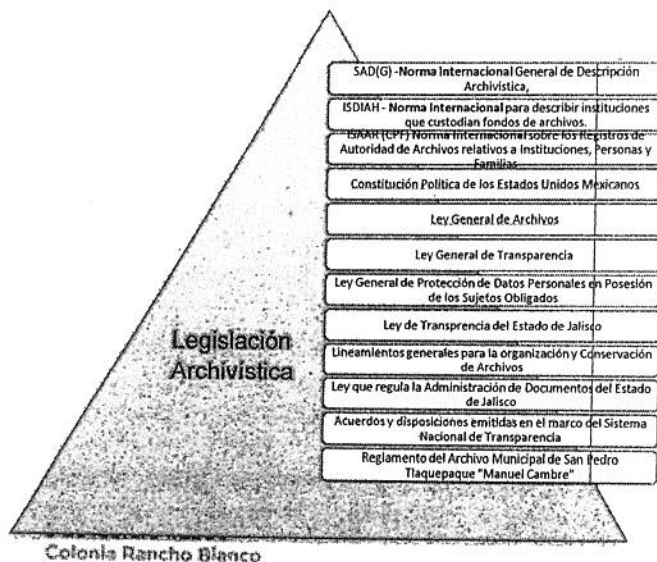 SAD(G) -Norma Internacional General de Descripción
Archivística,
ISDIAH - Norma Internacional para describir instituciones
que custodian fondos de archivos.
ISAAR (CPF) Norma Internacional sobre los Registros de
Autoridad de Archivos relativos a Instituciones, Personas y
Familias
Constitución Política de los Estados Unidos Mexicanos
Ley General de Archivos
Ley General de Transparencia
Ley General de Protección de Datos Personales en Posesión
de los Sujetos Obligados
Ley de Transprencia del Estado de Jalisco
Lineamientos generales para la organización y Conservación
de Archivos
Ley que regula la Administración de Documentos del Estado
de Jalisco
Acuerdos y disposiciones emitidas en el marco del Sistema
Nacional de Transparencia
Reglamento del Archivo Municipal de San Pedro
Tlaquepaque "Manuel Cambre"
Legislación
Archivística
Colonia Rancho Blanco